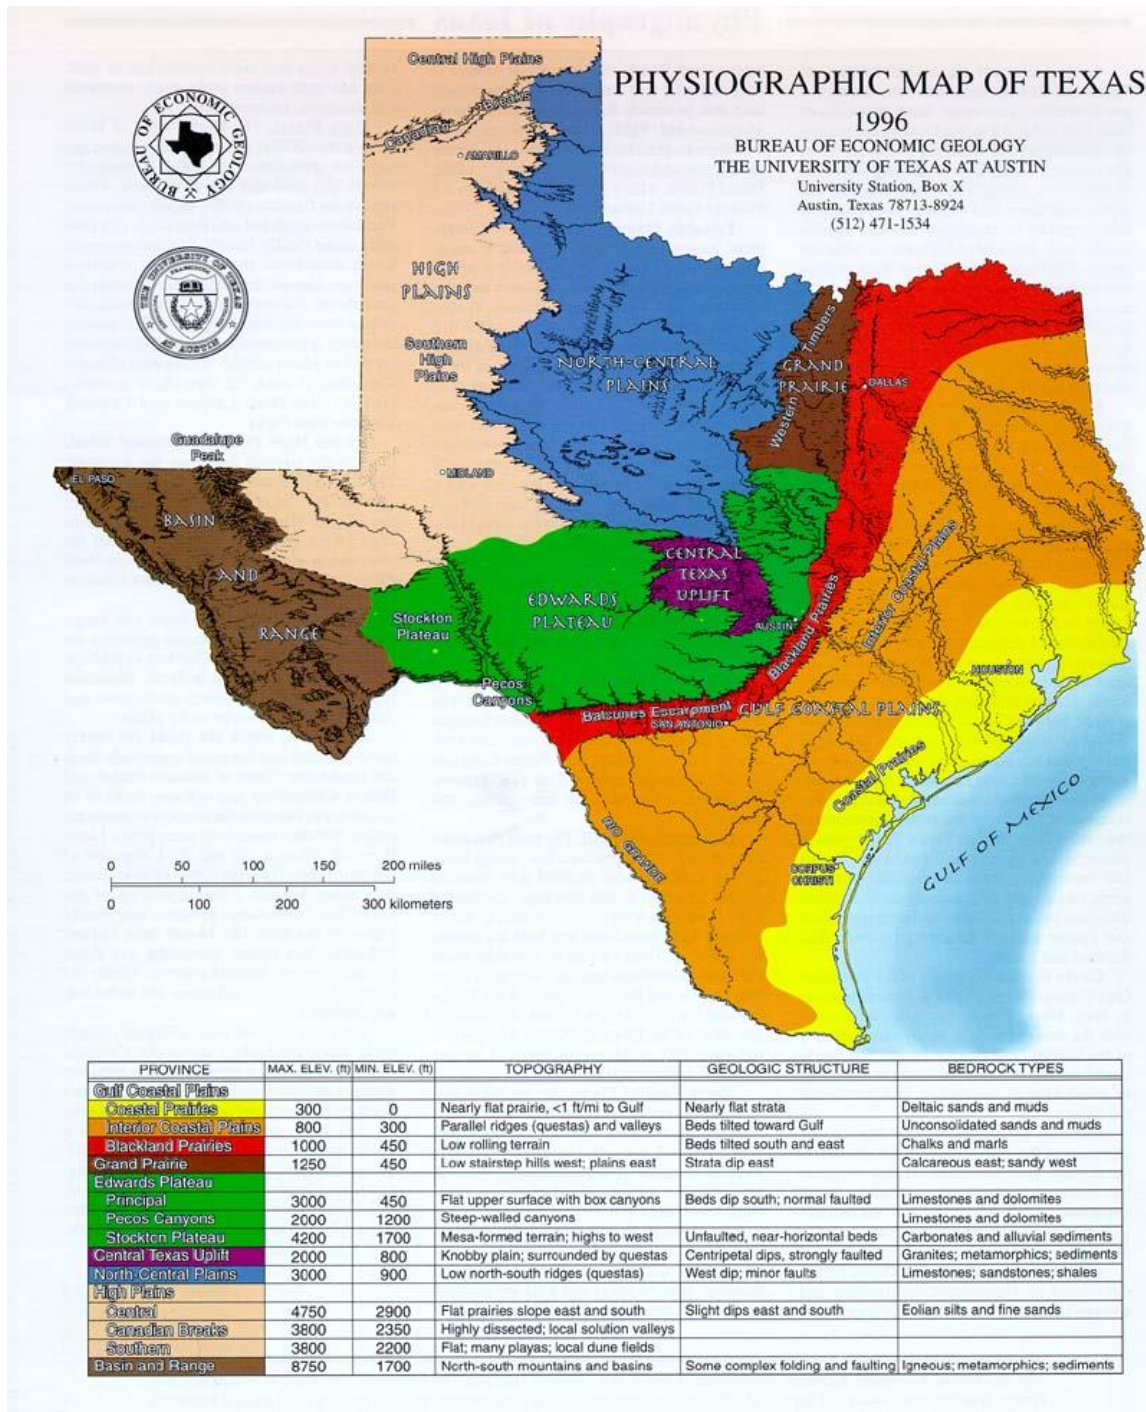 PHYSIOGRAPHIC MAP OF TEXAS
1996
BUREAU OF ECONOMIC GEOLOGY
THE UNIVERSITY OF TEXAS AT AUSTIN
University Station, Box X
Austin, Texas 78713-8924
(512) 471-1534
BUREAU OF ECONOMIC GEOLOGY
THE UNIVERSITY OF TEXAS
AT AUSTIN
Central High Plains
Canadian Breaks
AMARILLO
HIGH
PLAINS
Southern
High
Plains
NORTH-CENTRAL
PLAINS
Western Timbers
GRAND
PRAIRIE
DALLAS
Guadalupe
Peak
EL PASO
MIDLAND
BASIN
AND
RANGE
CENTRAL
TEXAS
UPLIFT
Stockton
Plateau
EDWARDS
PLATEAU
AUSTIN
Blackland Prairies
Interior Coastal Plains
Pecos
Canyons
Balcones Escarpment
SAN ANTONIO
GULF COASTAL PLAINS
HOUSTON
Coastal Prairies
RIO GRANDE
CORPUS
CHRISTI
GULF OF MEXICO
0 50 100 150 200 miles
0 100 200 300 kilometers
PROVINCE MAX. ELEV. (ft) MIN. ELEV. (ft) TOPOGRAPHY GEOLOGIC STRUCTURE BEDROCK TYPES
Gulf Coastal Plains
Coastal Prairies 300 0 Nearly flat prairie, <1 ft/mi to Gulf Nearly flat strata Deltaic sands and muds
Interior Coastal Plains 800 300 Parallel ridges (questas) and valleys Beds tilted toward Gulf Unconsolidated sands and muds
Blackland Prairies 1000 450 Low rolling terrain Beds tilted south and east Chalks and marls
Grand Prairie 1250 450 Low stairstep hills west; plains east Strata dip east Calcareous east; sandy west
Edwards Plateau
Principal 3000 450 Flat upper surface with box canyons Beds dip south; normal faulted Limestones and dolomites
Pecos Canyons 2000 1200 Steep-walled canyons Limestones and dolomites
Stockton Plateau 4200 1700 Mesa-formed terrain; highs to west Unfaulted, near-horizontal beds Carbonates and alluvial sediments
Central Texas Uplift 2000 800 Knobby plain; surrounded by questas Centripetal dips, strongly faulted Granites; metamorphics; sediments
North-Central Plains 3000 900 Low north-south ridges (questas) West dip; minor faults Limestones; sandstones; shales
High Plains
Central 4750 2900 Flat prairies slope east and south Slight dips east and south Eolian silts and fine sands
Canadian Breaks 3800 2350 Highly dissected; local solution valleys
Southern 3800 2200 Flat; many playas; local dune fields
Basin and Range 8750 1700 North-south mountains and basins Some complex folding and faulting Igneous; metamorphics; sediments